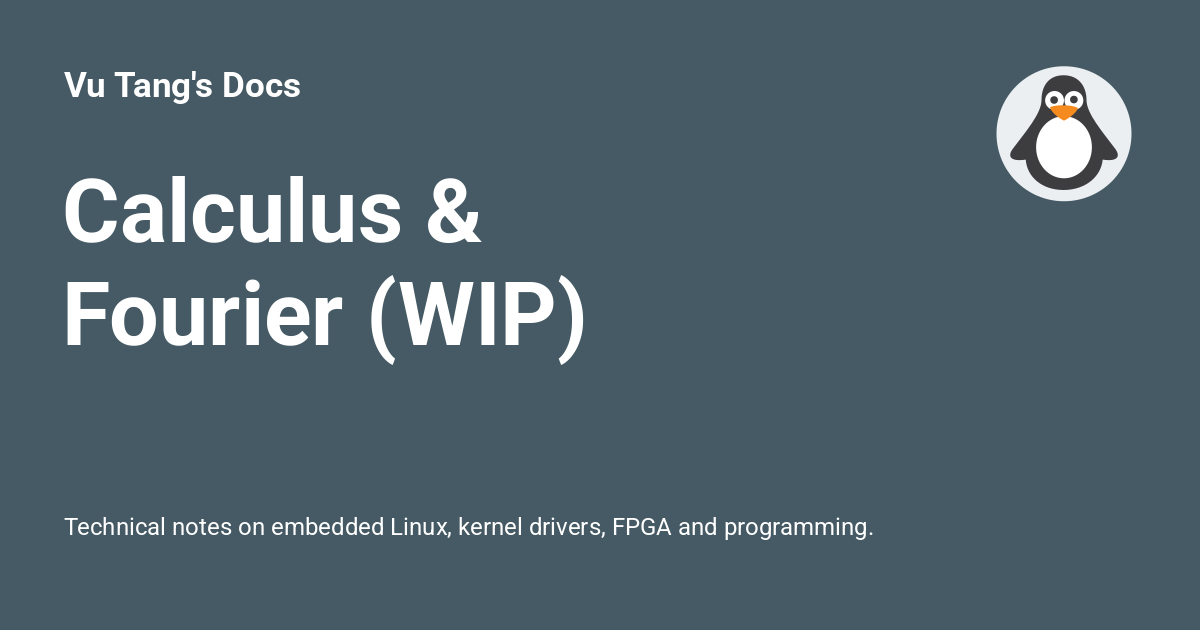 Vu Tang's Docs
Calculus &
Fourier (WIP)
Technical notes on embedded Linux, kernel drivers, FPGA and programming.